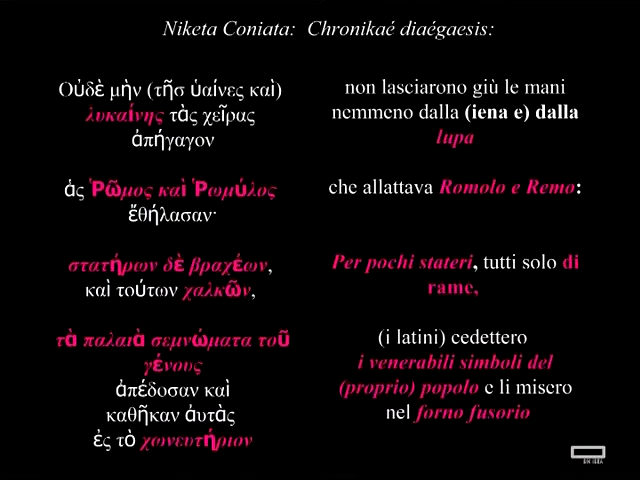 Niketa Coniata: Chronikaé diaégaesis:
Οὐδὲ μὴν (τῆσ ὑαίνες καὶ)
λυκαίνης τὰς χεῖρας
ἀπήγαγον
ἁς Ῥῶμος καὶ Ῥωμύλος
ἔθήλασαν·
στατήρων δὲ βραχέων,
καὶ τούτων χαλκῶν,
τὰ παλαιὰ σεμνώματα τοῦ
γένους
ἀπέδοσαν καὶ
καθῆκαν ἀυτὰς
ἐς τὸ χωνευτήριον
non lasciarono giù le mani
nemmeno dalla (iena e) dalla
lupa
che allattava Romolo e Remo:
Per pochi stateri, tutti solo di
rame,
(i latini) cedettero
i venerabili simboli del
(proprio) popolo e li misero
nel forno fusorio